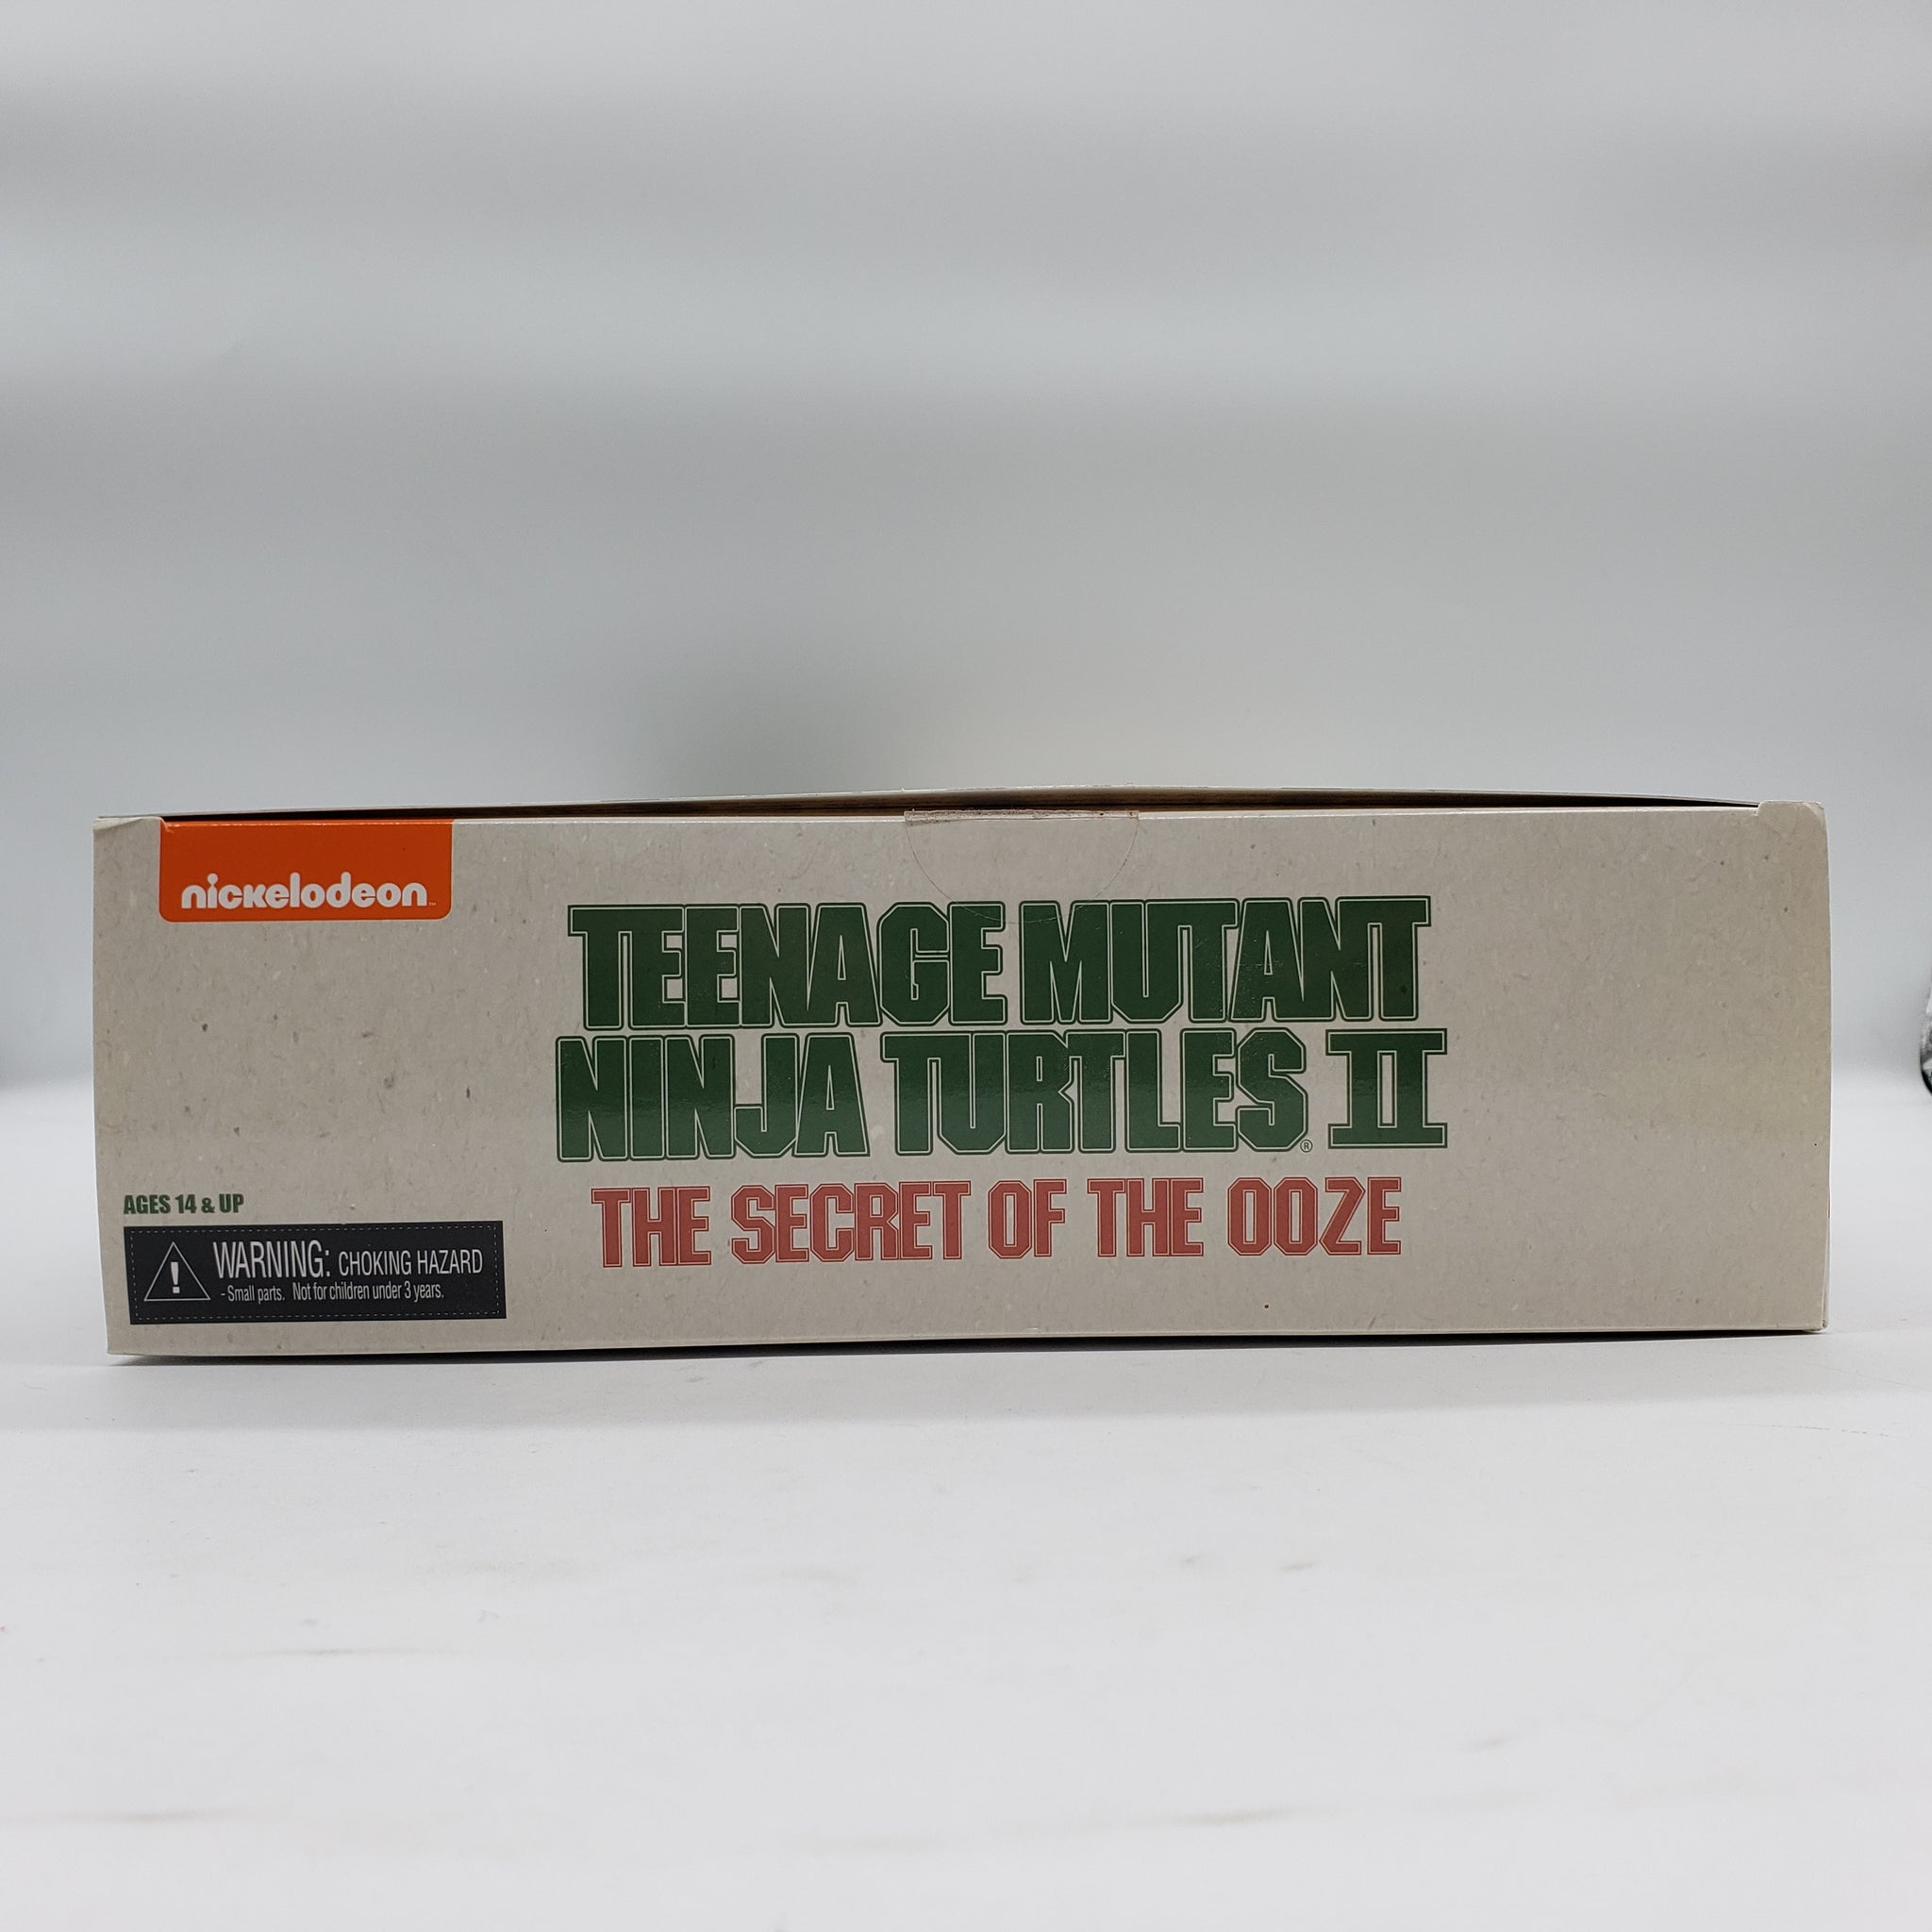 nickelodeon™
TEENAGE MUTANT
NINJA TURTLES® II
THE SECRET OF THE OOZE
AGES 14 & UP
WARNING: CHOKING HAZARD
- Small parts. Not for children under 3 years.